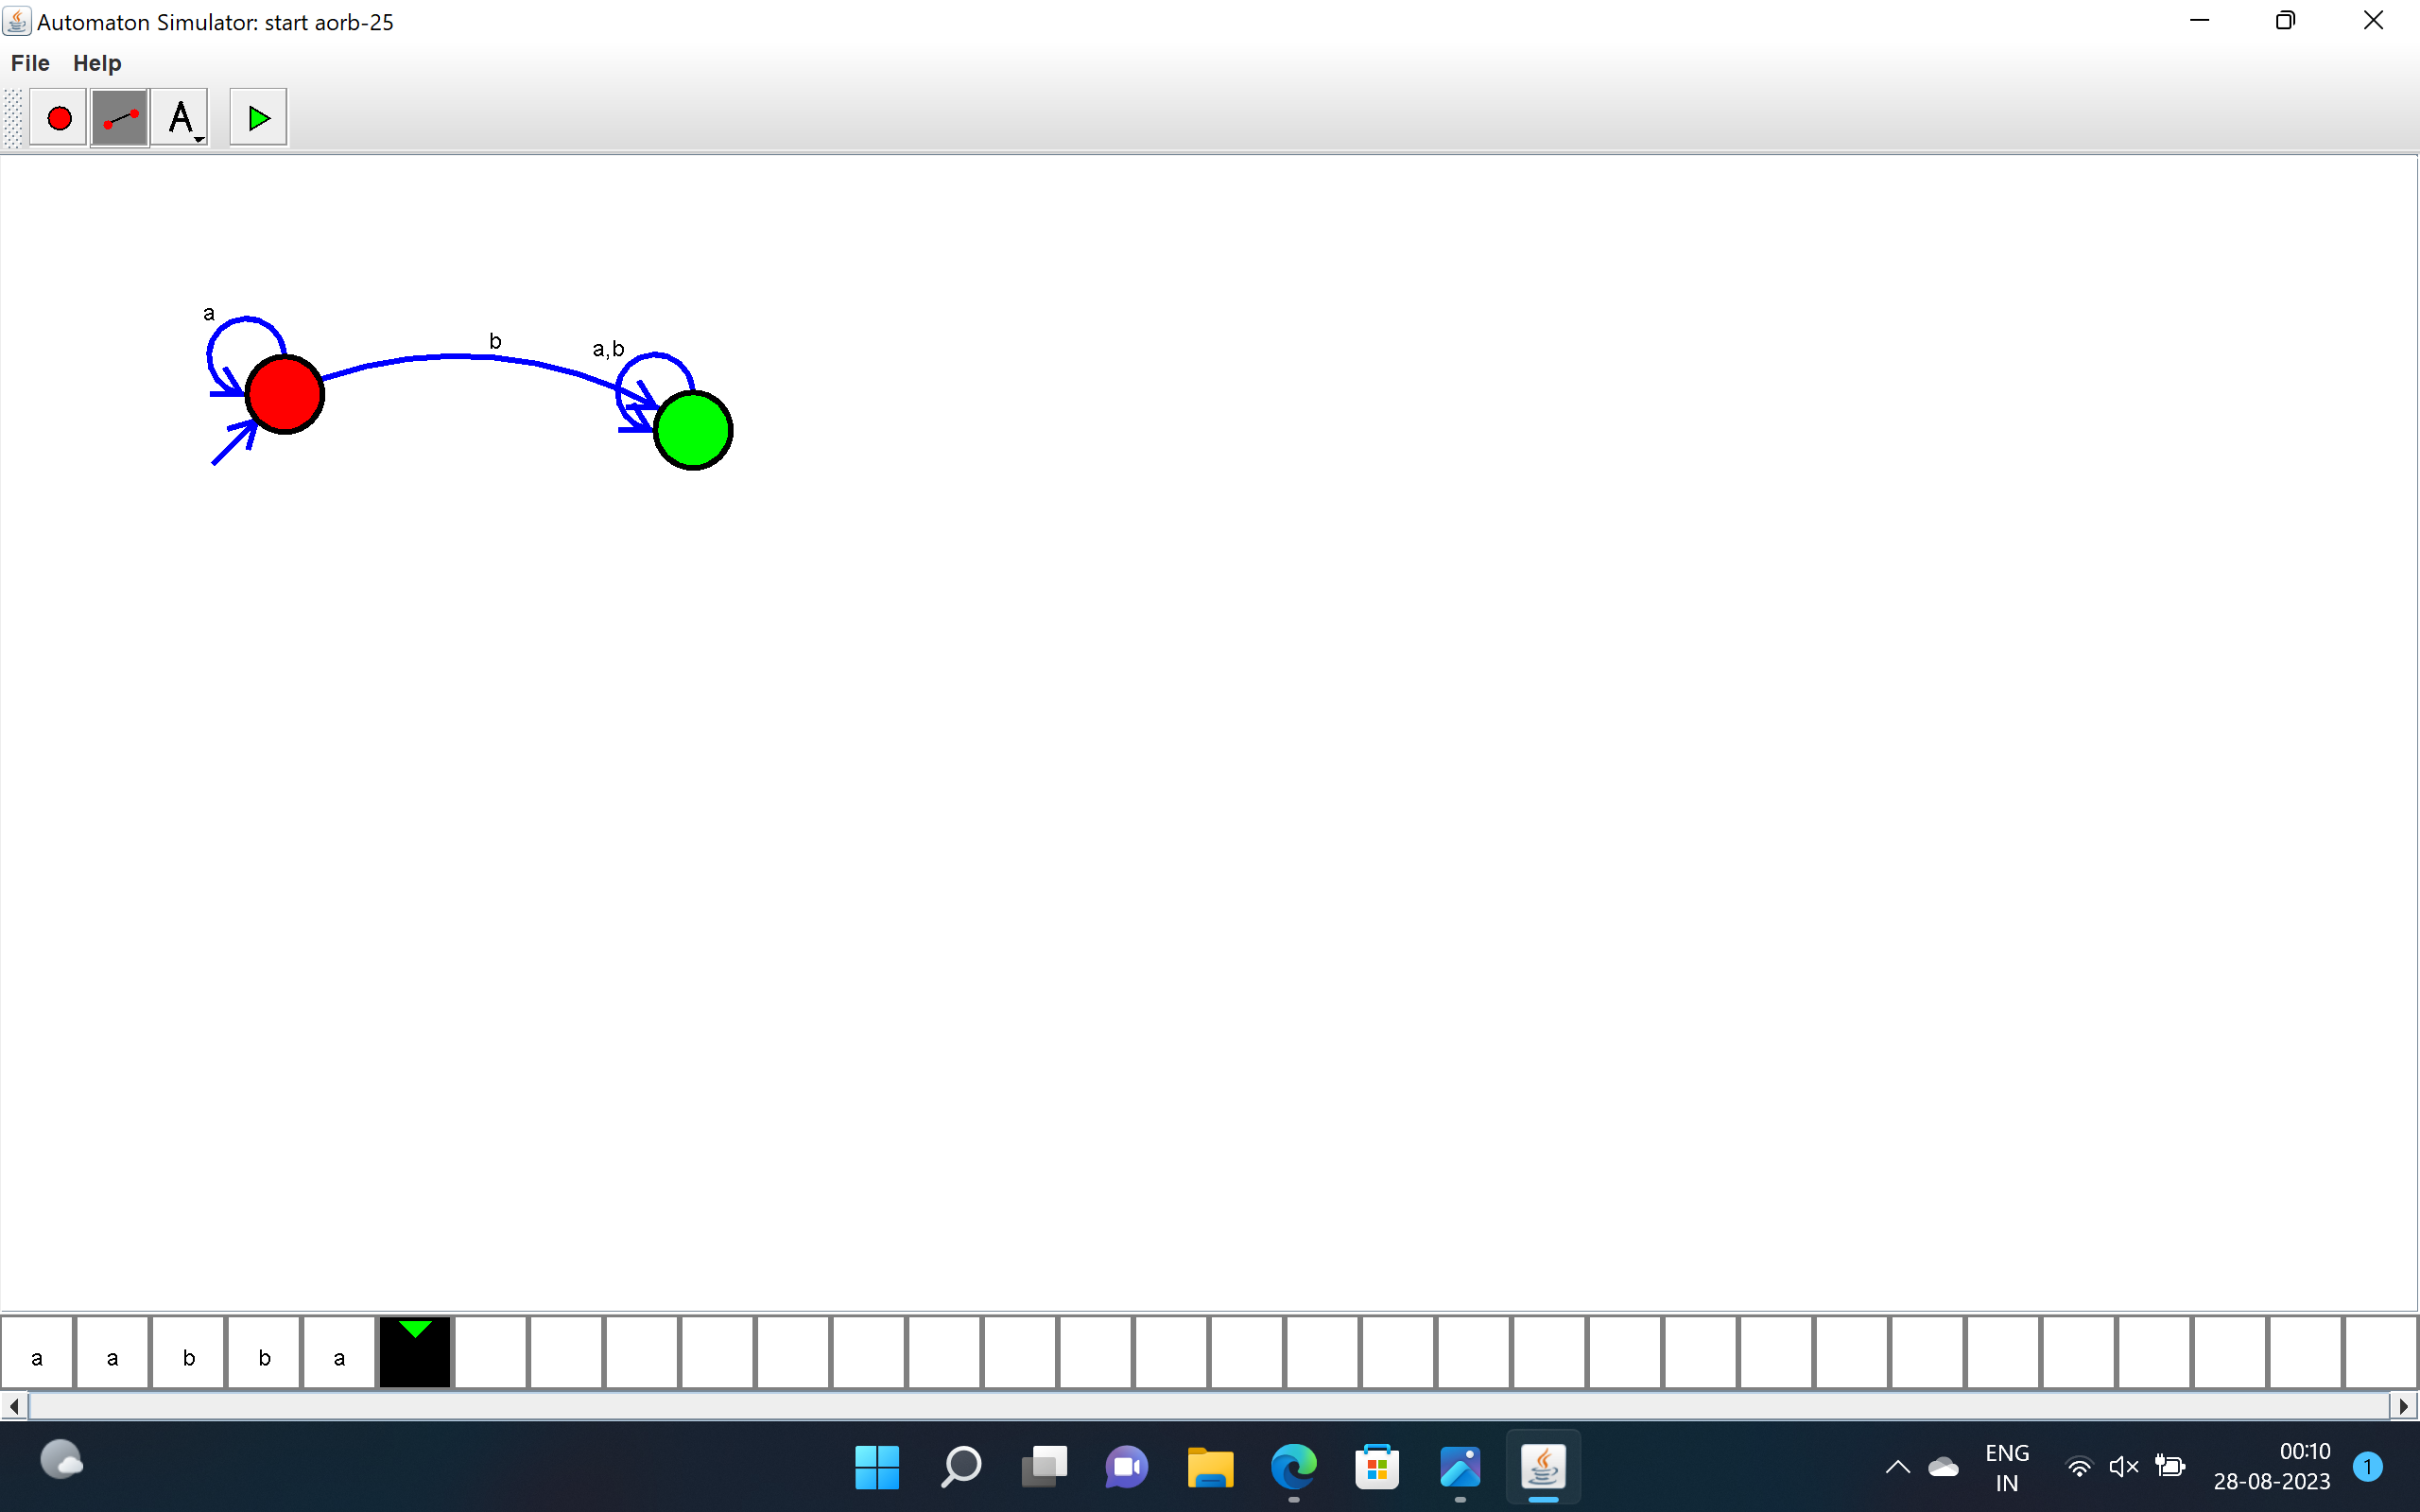 Automaton Simulator: start aorb-25
File Help
A
a
b
a,b
a a b b a
ENG
IN
00:10
28-08-2023
1